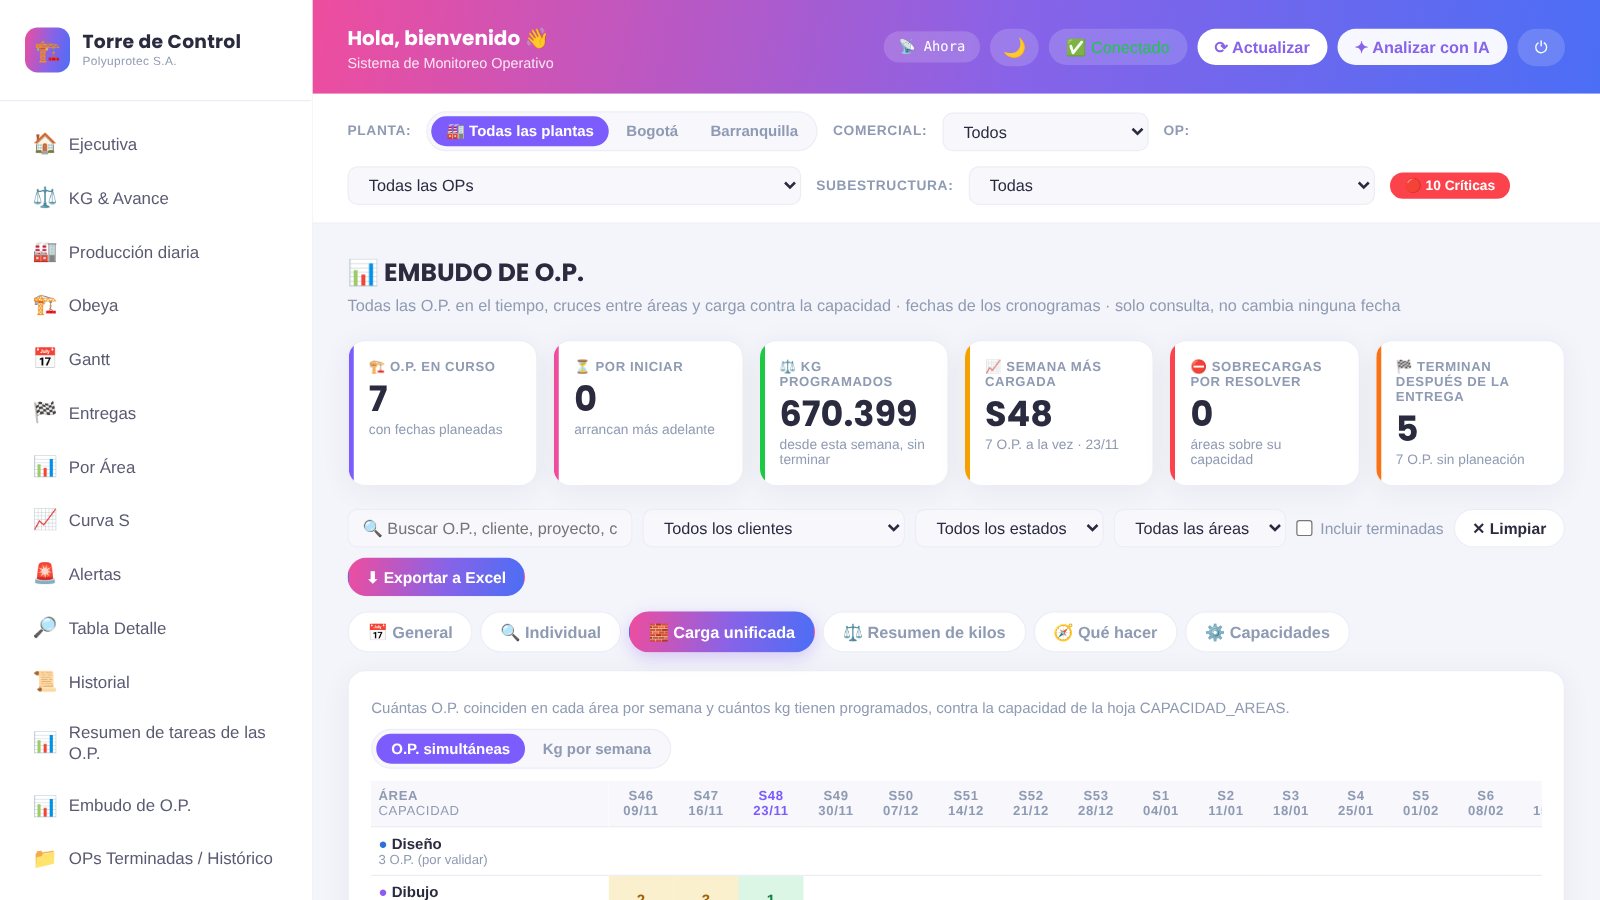 Torre de Control
Polyuprotec S.A.
Ejecutiva
KG & Avance
Producción diaria
Obeya
Gantt
Entregas
Por Área
Curva S
Alertas
Tabla Detalle
Historial
Resumen de tareas de las
O.P.
Embudo de O.P.
OPs Terminadas / Histórico
Hola, bienvenido 👋
Sistema de Monitoreo Operativo
Ahora
Conectado
⟳ Actualizar
✦ Analizar con IA
PLANTA:
Todas las plantas
Bogotá
Barranquilla
COMERCIAL:
Todos
OP:
Todas las OPs
SUBESTRUCTURA:
Todas
10 Críticas
EMBUDO DE O.P.
Todas las O.P. en el tiempo, cruces entre áreas y carga contra la capacidad · fechas de los cronogramas · solo consulta, no cambia ninguna fecha
O.P. EN CURSO
7
con fechas planeadas
POR INICIAR
0
arrancan más adelante
KG
PROGRAMADOS
670.399
desde esta semana, sin
terminar
SEMANA MÁS
CARGADA
S48
7 O.P. a la vez · 23/11
SOBRECARGAS
POR RESOLVER
0
áreas sobre su
capacidad
TERMINAN
DESPUÉS DE LA
ENTREGA
5
7 O.P. sin planeación
Buscar O.P., cliente, proyecto, c
Todos los clientes
Todos los estados
Todas las áreas
Incluir terminadas
✕ Limpiar
⬇ Exportar a Excel
General
Individual
Carga unificada
Resumen de kilos
Qué hacer
Capacidades
Cuántas O.P. coinciden en cada área por semana y cuántos kg tienen programados, contra la capacidad de la hoja CAPACIDAD_AREAS.
O.P. simultáneas
Kg por semana
ÁREA S46 S47 S48 S49 S50 S51 S52 S53 S1 S2 S3 S4 S5 S6
CAPACIDAD 09/11 16/11 23/11 30/11 07/12 14/12 21/12 28/12 04/01 11/01 18/01 25/01 01/02 08/02
Diseño
3 O.P. (por validar)
Dibujo 2 3 1